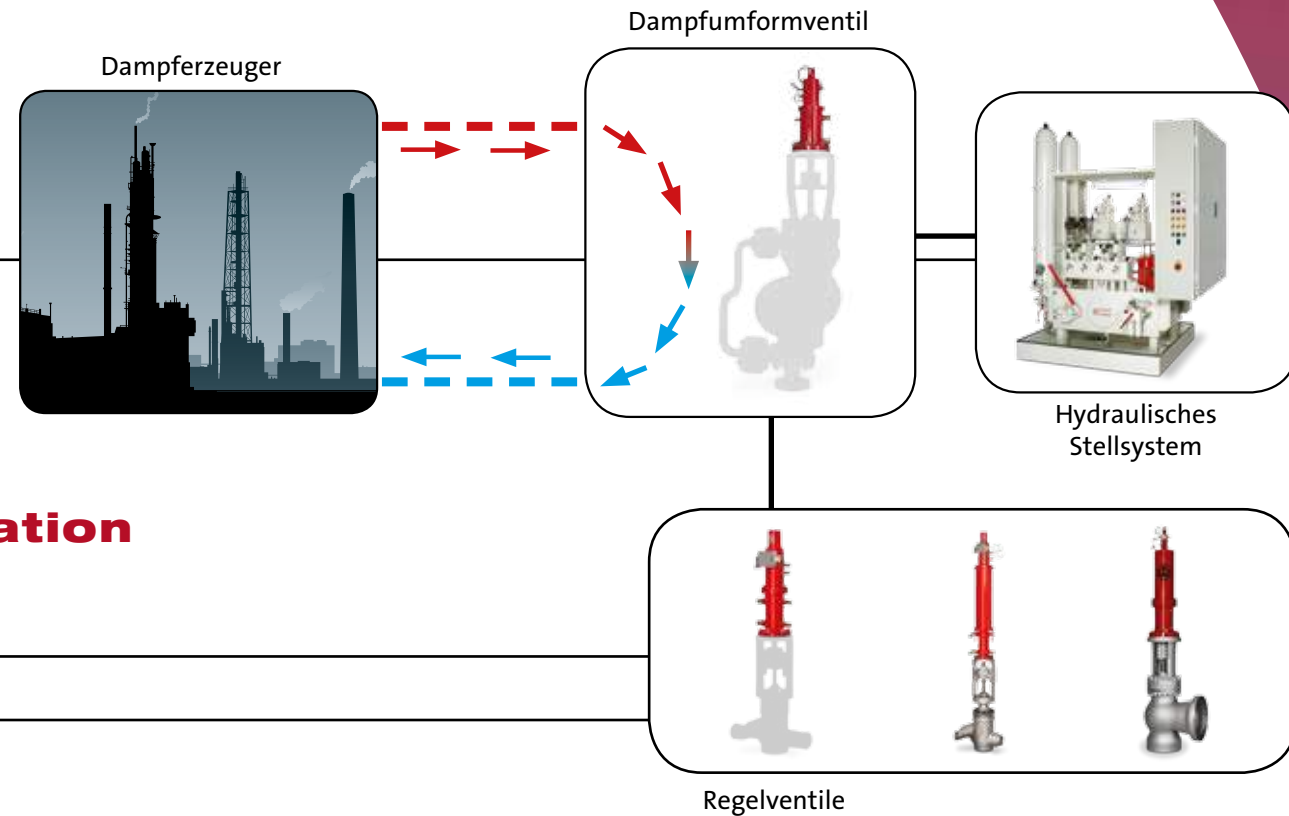 Dampfumformventil
Dampferzeuger
Hydraulisches
Stellsystem
ation
Regelventile